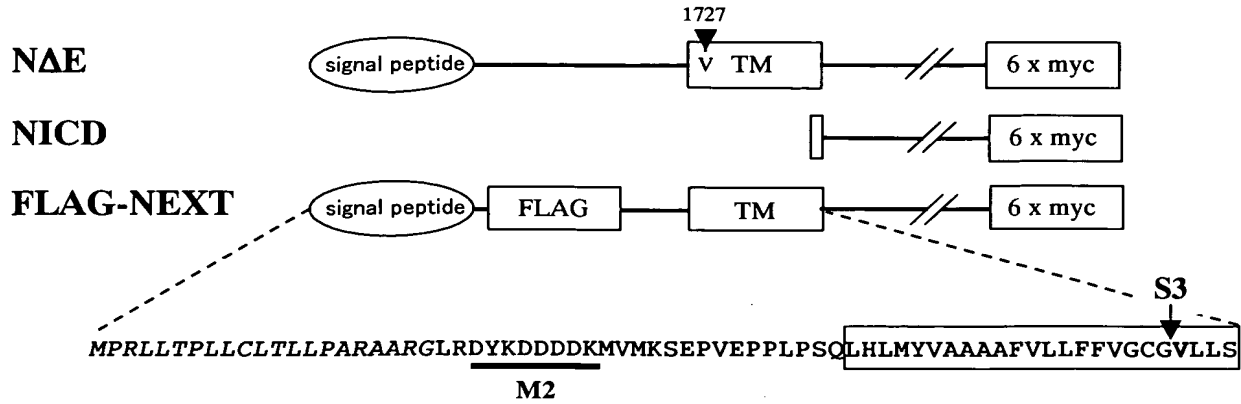 1727
NΔE signal peptide V TM 6 x myc
NICD 6 x myc
FLAG-NEXT signal peptide FLAG TM 6 x myc
S3
MPRLLTPLLCLTLLPARAARGLRDYKDDDDKMVMKSEPVEPPLPSQLHLMYVAAAAFVLLFFVGCGVLLS
M2